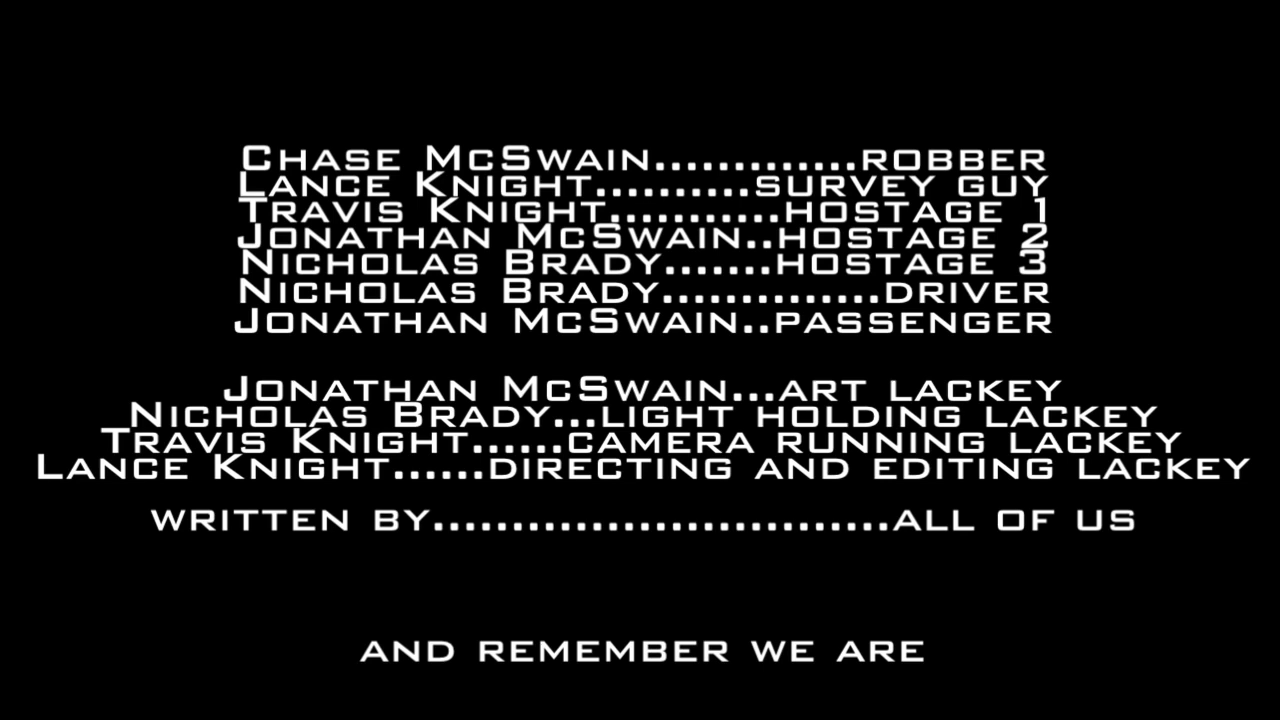 Chase McSwain.............robber
Lance Knight..........survey guy
Travis Knight...........hostage 1
Jonathan McSwain..hostage 2
Nicholas Brady.......hostage 3
Nicholas Brady..............driver
Jonathan McSwain..passenger
Jonathan McSwain...art lackey
Nicholas Brady...light holding lackey
Travis Knight......camera running lackey
Lance Knight......directing and editing lackey
written by.............................all of us
and remember we are